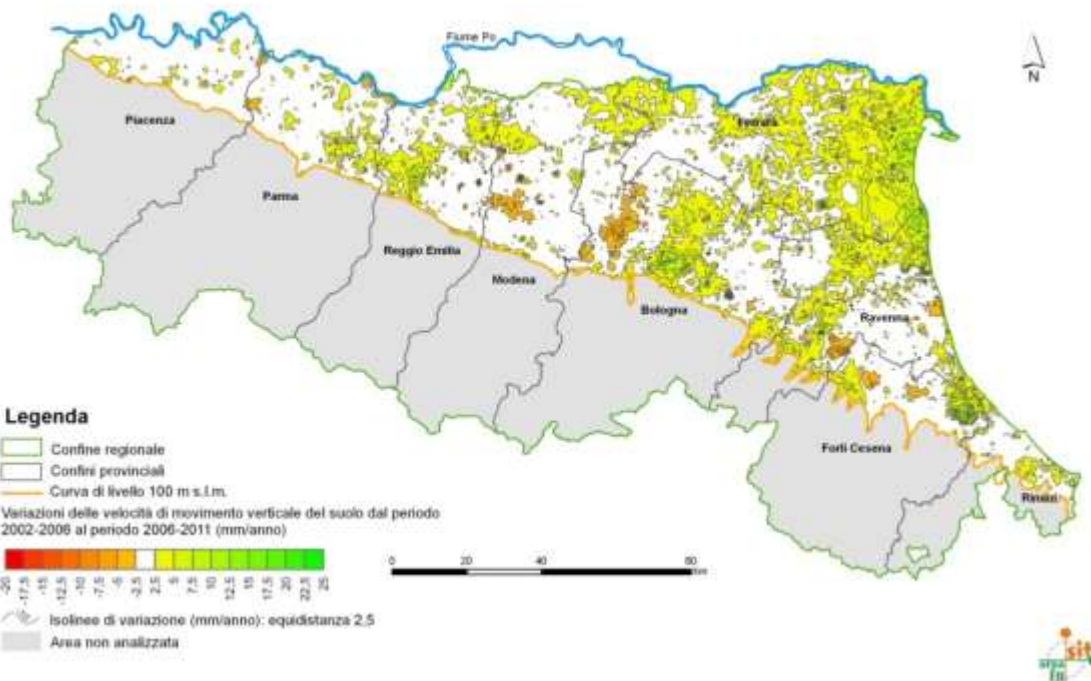 Fiume Po
N
Piacenza
Ferrara
Parma
Reggio Emilia
Modena
Bologna
Ravenna
Forlì Cesena
Rimini
Legenda
Confine regionale
Confini provinciali
Curva di livello 100 m s.l.m.
Variazioni delle velocità di movimento verticale del suolo dal periodo
2002-2006 al periodo 2006-2011 (mm/anno)
-20 -17,5 -15 -12,5 -10 -7,5 -5 -2,5 2,5 5 7,5 10 12,5 15 17,5 20 22,5 25
0 20 40 60
Isolinee di variazione (mm/anno): equidistanza 2,5
Area non analizzata
sit